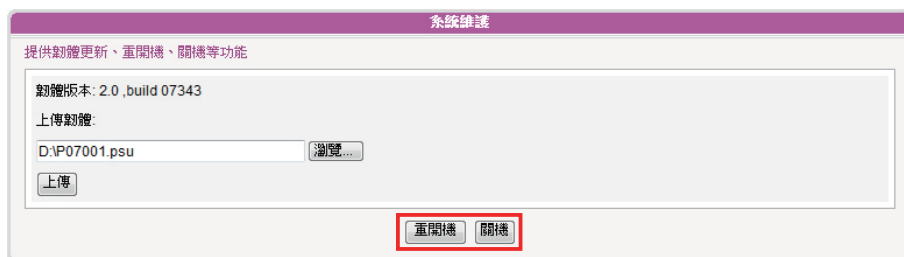 系統維護
提供韌體更新、重開機、關機等功能
韌體版本: 2.0 ,build 07343
上傳韌體:
D:\P07001.psu 瀏覽...
上傳
重開機 關機